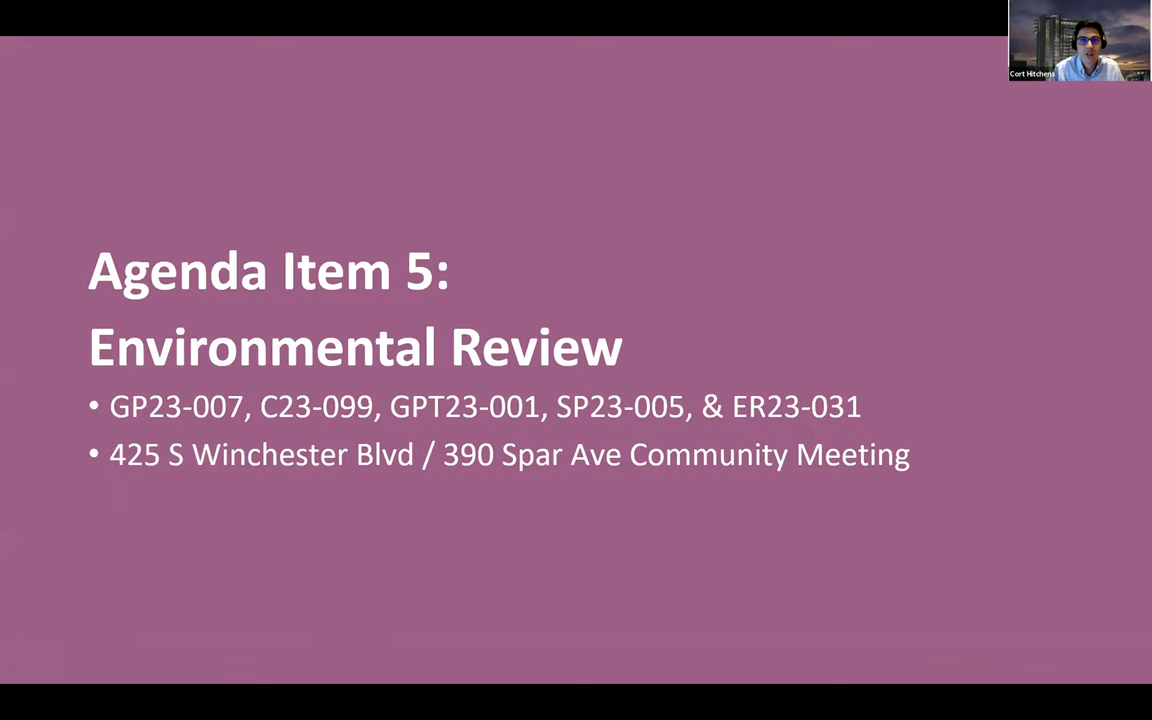 Cort Hitchens
Agenda Item 5:
Environmental Review
• GP23-007, C23-099, GPT23-001, SP23-005, & ER23-031
• 425 S Winchester Blvd / 390 Spar Ave Community Meeting